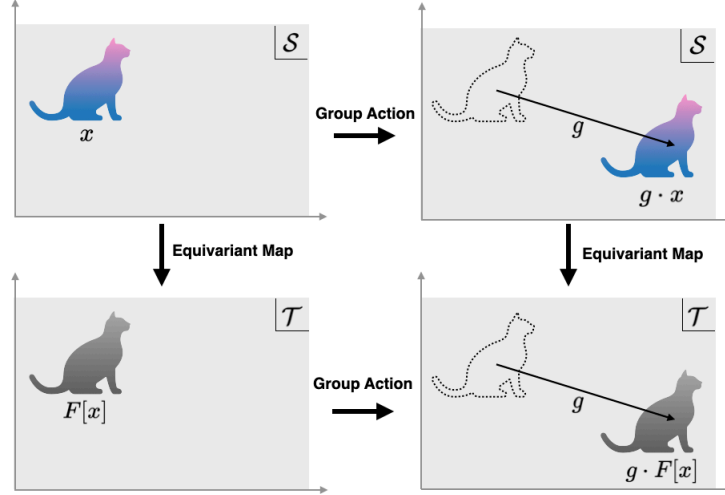 𝒮
x
Group Action
𝒮
g
g · x
Equivariant Map
Equivariant Map
𝒯
F[x]
Group Action
𝒯
g
g · F[x]